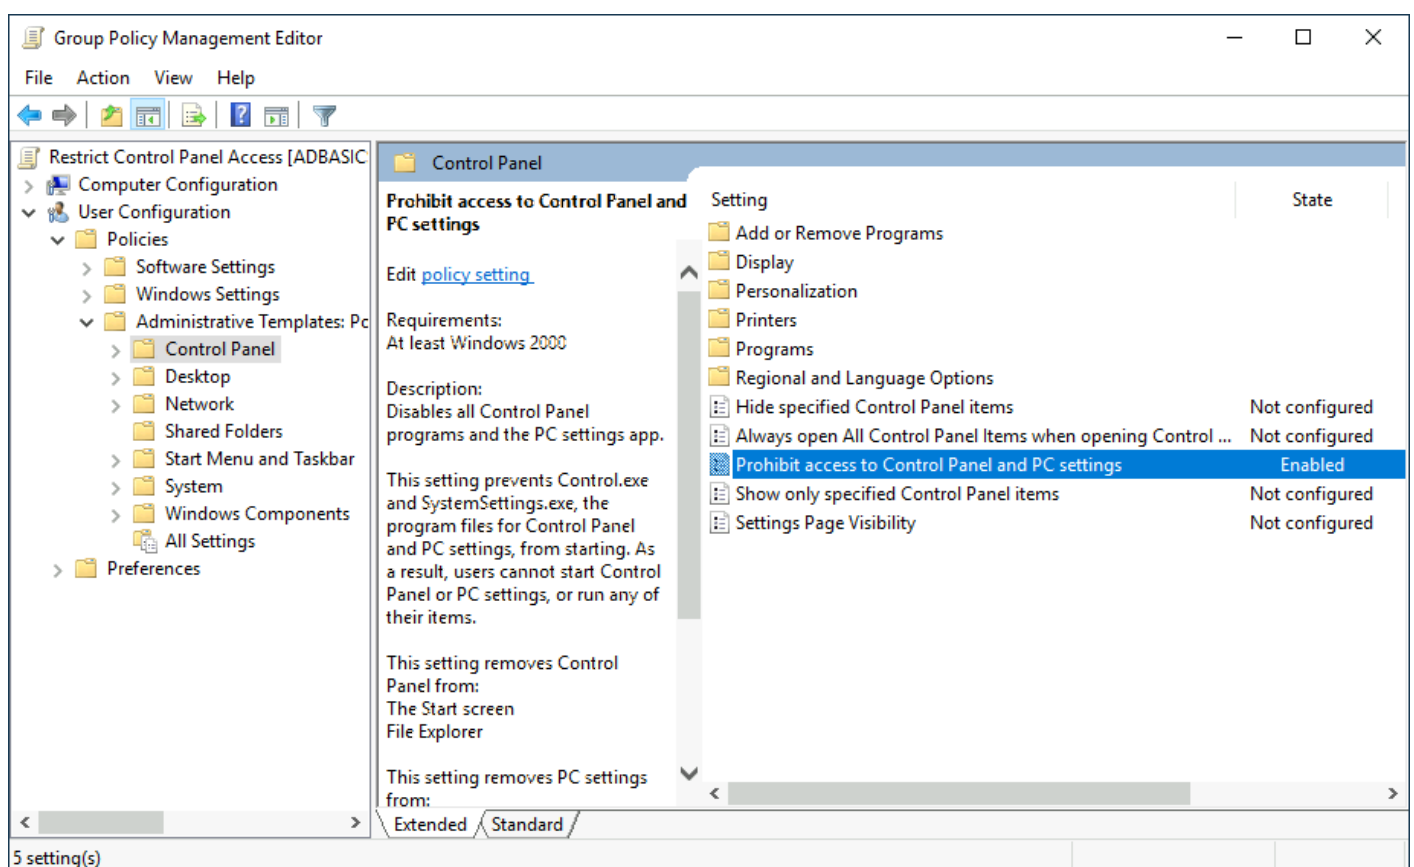 Group Policy Management Editor
File Action View Help
Restrict Control Panel Access [ADBASIC
Computer Configuration
User Configuration
Policies
Software Settings
Windows Settings
Administrative Templates: Po
Control Panel
Desktop
Network
Shared Folders
Start Menu and Taskbar
System
Windows Components
All Settings
Preferences
Control Panel
Prohibit access to Control Panel and
PC settings
Edit policy setting
Requirements:
At least Windows 2000
Description:
Disables all Control Panel
programs and the PC settings app.
This setting prevents Control.exe
and SystemSettings.exe, the
program files for Control Panel
and PC settings, from starting. As
a result, users cannot start Control
Panel or PC settings, or run any of
their items.
This setting removes Control
Panel from:
The Start screen
File Explorer
This setting removes PC settings
from:
Setting State
Add or Remove Programs
Display
Personalization
Printers
Programs
Regional and Language Options
Hide specified Control Panel items Not configured
Always open All Control Panel Items when opening Control ... Not configured
Prohibit access to Control Panel and PC settings Enabled
Show only specified Control Panel items Not configured
Settings Page Visibility Not configured
Extended Standard
5 setting(s)